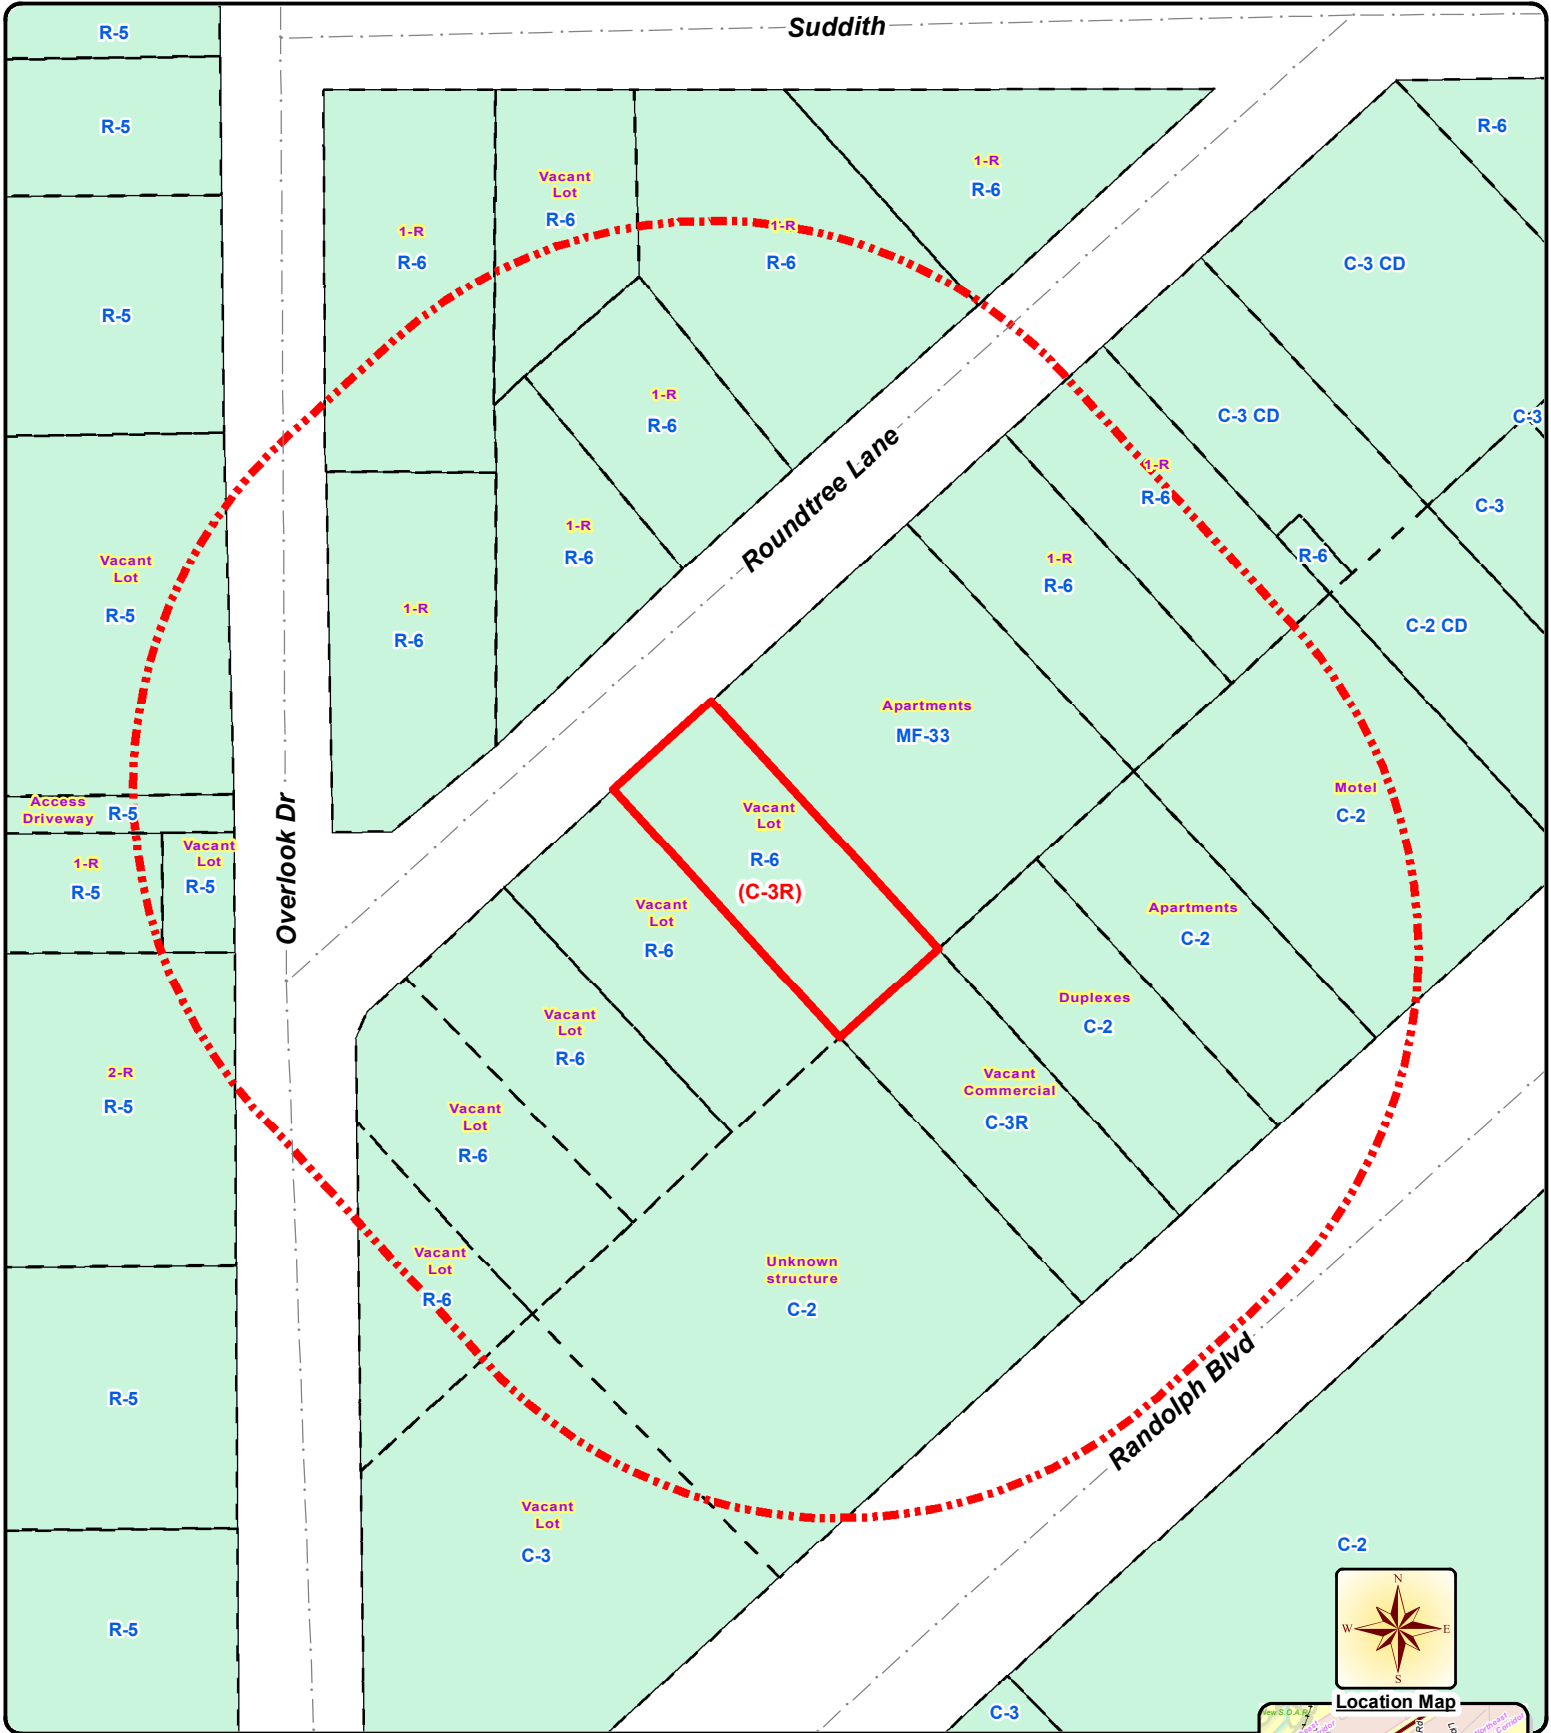 Suddith
R-5
R-5
R-5
Vacant
Lot
R-5
Access
Driveway
R-5
1-R
R-5
Vacant
Lot
R-5
2-R
R-5
R-5
R-5
Overlook Dr
1-R
R-6
Vacant
Lot
R-6
1-R
R-6
1-R
R-6
R-6
1-R
R-6
1-R
R-6
1-R
R-6
Roundtree Lane
C-3 CD
C-3 CD
C-3
C-3
1-R
R-6
R-6
1-R
R-6
C-2 CD
Apartments
MF-33
Motel
C-2
Vacant
Lot
R-6
(C-3R)
Vacant
Lot
R-6
Apartments
C-2
Duplexes
C-2
Vacant
Lot
R-6
Vacant
Commercial
C-3R
Vacant
Lot
R-6
Vacant
Lot
R-6
Unknown
structure
C-2
Randolph Blvd
Vacant
Lot
C-3
C-2
N
W
E
S
Location Map
C-3
New S.O.A.R
Rd
Northeast
Corridor